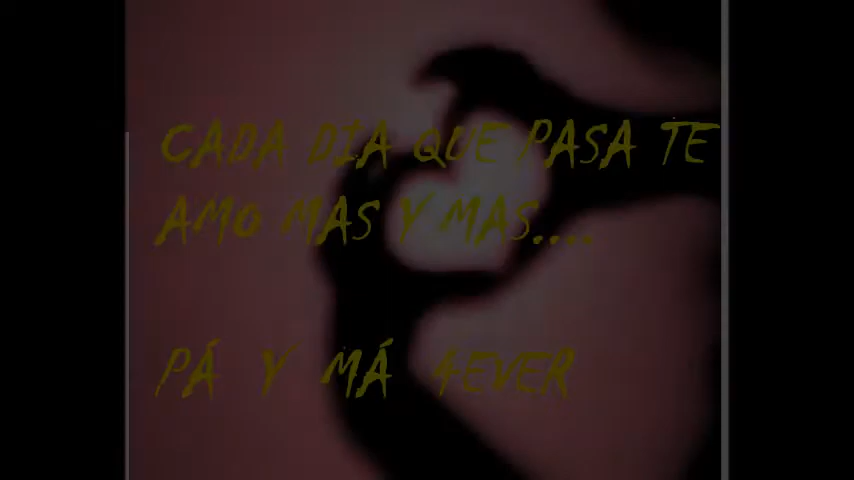 CADA DIA QUE PASA TE
AMO MAS Y MAS....
PÁ Y MÁ 4EVER